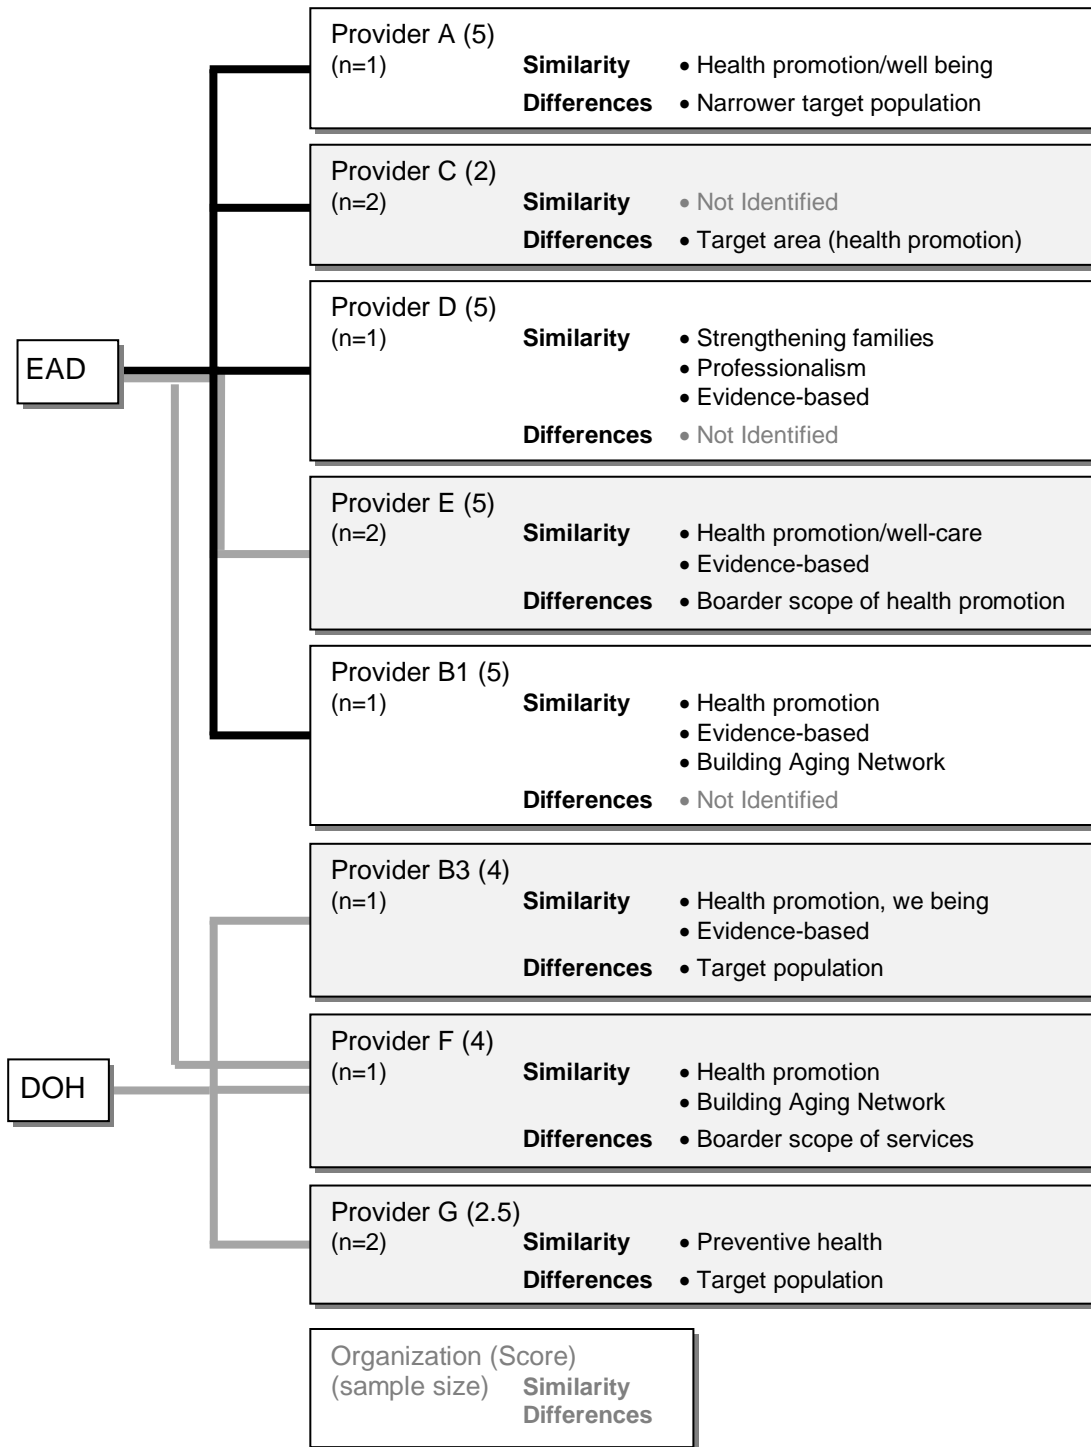 Provider A (5)
(n=1) Similarity • Health promotion/well being
Differences • Narrower target population
Provider C (2)
(n=2) Similarity • Not Identified
Differences • Target area (health promotion)
Provider D (5)
(n=1) Similarity • Strengthening families
• Professionalism
• Evidence-based
Differences • Not Identified
EAD
Provider E (5)
(n=2) Similarity • Health promotion/well-care
• Evidence-based
Differences • Boarder scope of health promotion
Provider B1 (5)
(n=1) Similarity • Health promotion
• Evidence-based
• Building Aging Network
Differences • Not Identified
Provider B3 (4)
(n=1) Similarity • Health promotion, we being
• Evidence-based
Differences • Target population
Provider F (4)
(n=1) Similarity • Health promotion
• Building Aging Network
Differences • Boarder scope of services
DOH
Provider G (2.5)
(n=2) Similarity • Preventive health
Differences • Target population
Organization (Score)
(sample size) Similarity
Differences